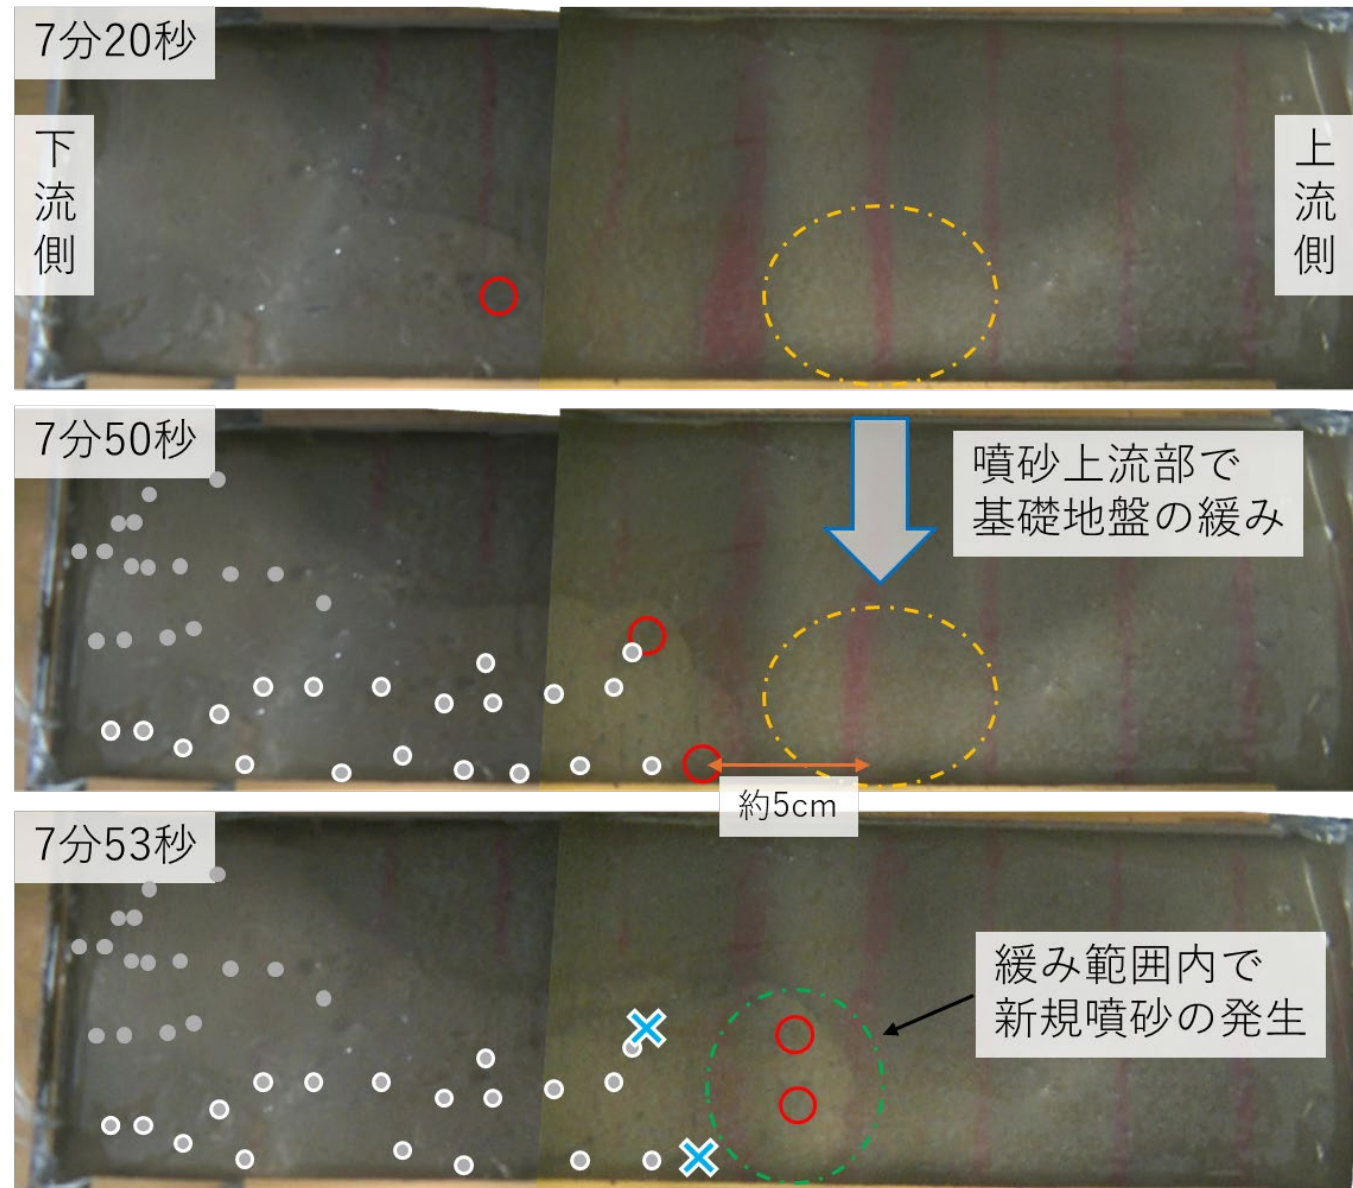 7分20秒
下流側
上流側
7分50秒
噴砂上流部で
基礎地盤の緩み
約5cm
7分53秒
緩み範囲内で
新規噴砂の発生